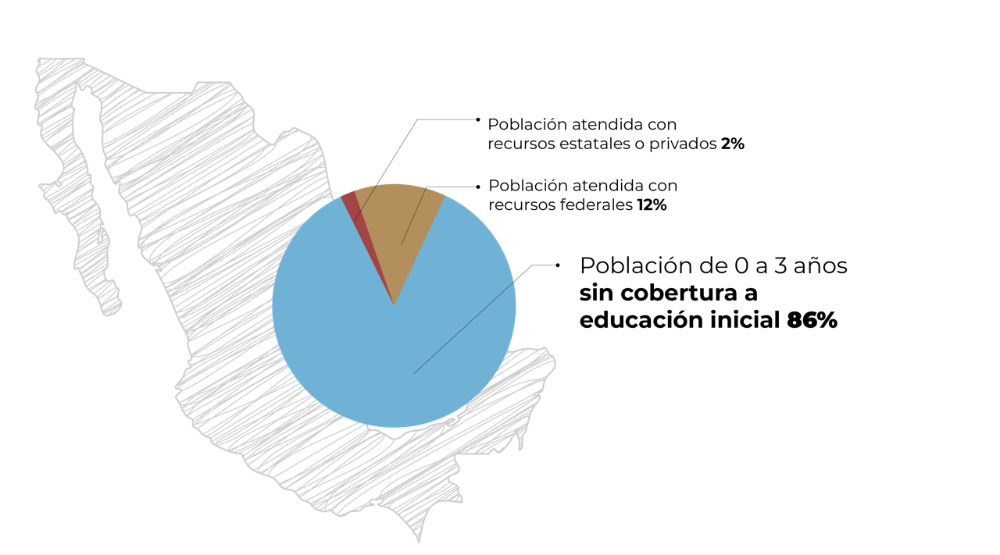 Población atendida con
recursos estatales o privados 2%
Población atendida con
recursos federales 12%
Población de 0 a 3 años
sin cobertura a
educación inicial 86%